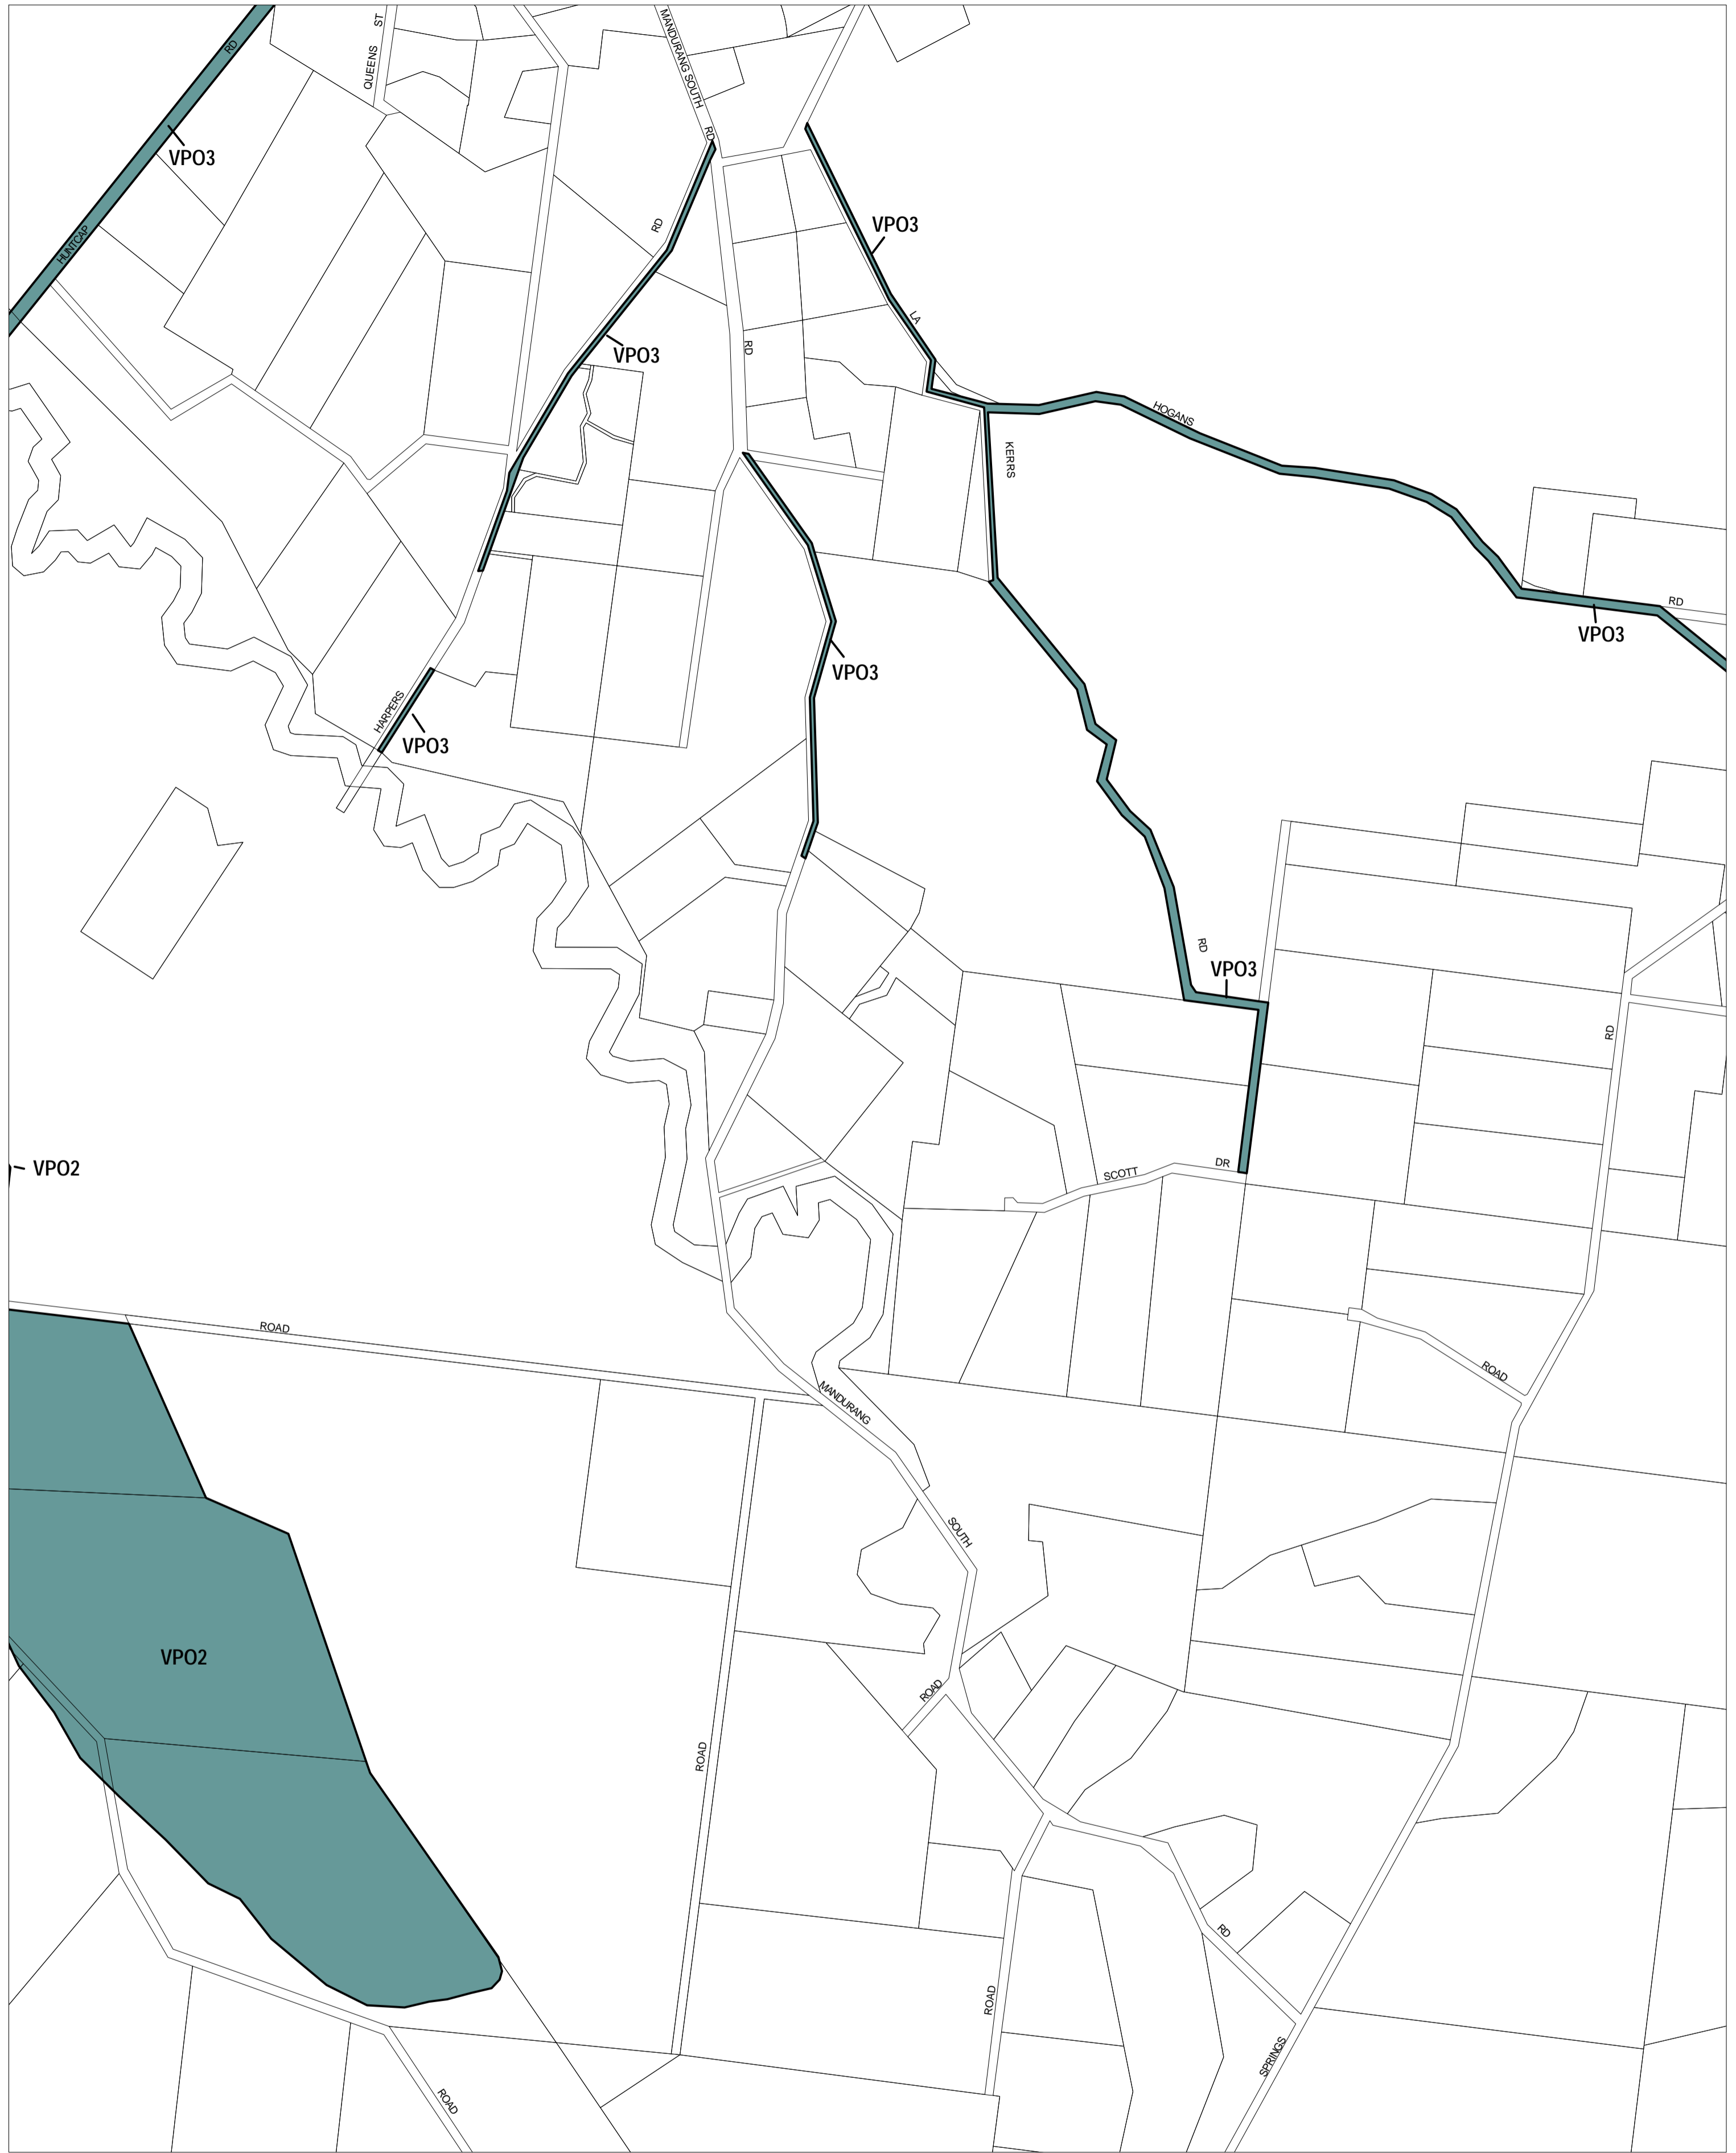 RD
QUEENS ST
MANDURANG SOUTH RD
VPO3
HUNTCAP
RD
VPO3
LA
RD
VPO3
HOGANS
KERRS
RD
VPO3
VPO3
HARPERS
VPO3
RD
VPO3
RD
VPO2
SCOTT DR
ROAD
ROAD
MANDURANG
SOUTH
VPO2
ROAD
ROAD
RD
ROAD
SPRINGS
ROAD